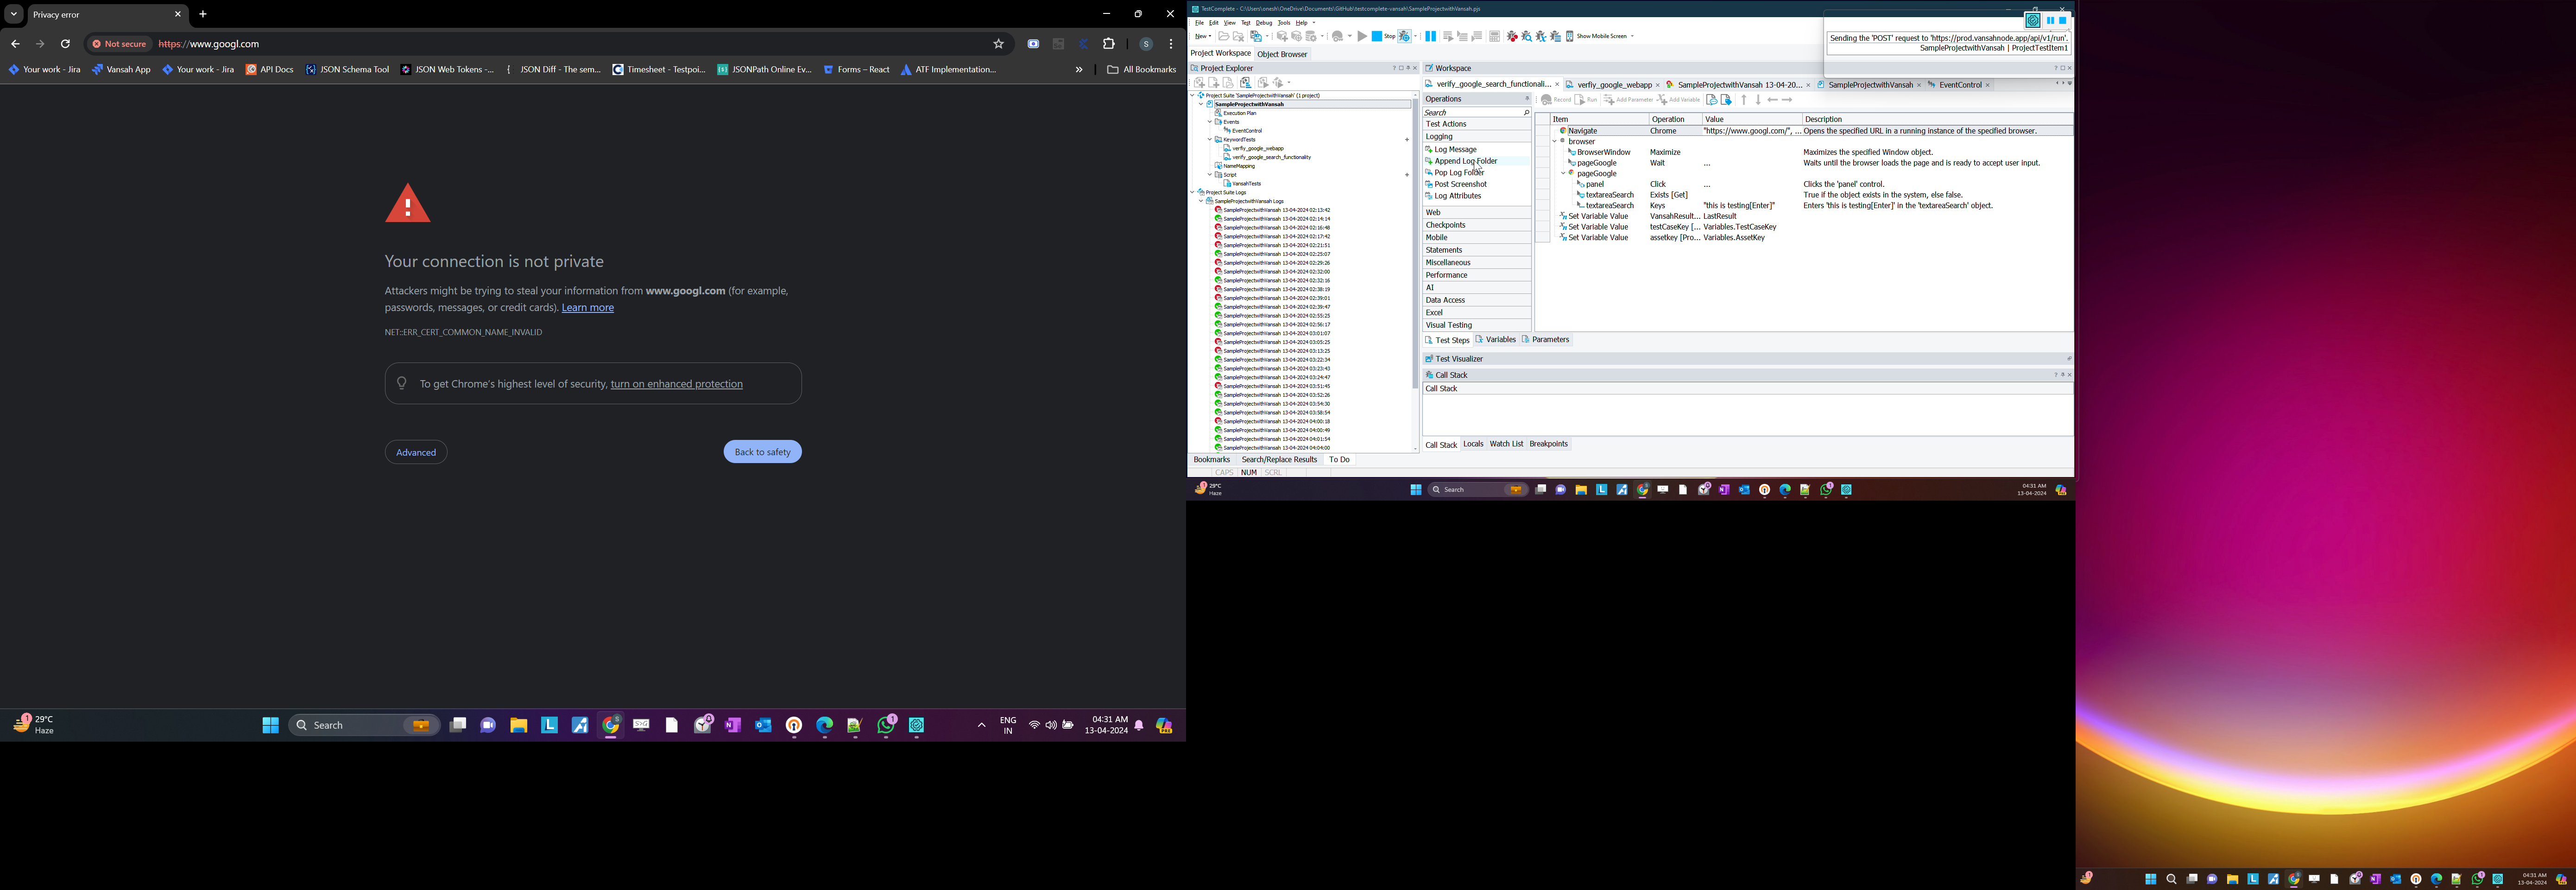 Privacy error
Not secure https://www.googl.com
Your work - Jira
Vansah App
Your work - Jira
API Docs
JSON Schema Tool
JSON Web Tokens -...
JSON Diff - The sem...
Timesheet - Testpoi...
JSONPath Online Ev...
Forms – React
ATF Implementation...
All Bookmarks
Your connection is not private
Attackers might be trying to steal your information from www.googl.com (for example,
passwords, messages, or credit cards). Learn more
NET::ERR_CERT_COMMON_NAME_INVALID
To get Chrome's highest level of security, turn on enhanced protection
Advanced
Back to safety
29°C
Haze
Search
ENG
IN
04:31 AM
13-04-2024
TestComplete - C:\Users\onesh\OneDrive\Documents\GitHub\testcomplete-vansah\SampleProjectwithVansah.pjs
File Edit View Test Debug Tools Help
New
Stop
Show Mobile Screen
Sending the 'POST' request to 'https://prod.vansahnode.app/api/v1/run'.
SampleProjectwithVansah | ProjectTestItem1
Project Workspace Object Browser
Project Explorer
Project Suite 'SampleProjectwithVansah' (1 project)
SampleProjectwithVansah
Execution Plan
Events
EventControl
KeywordTests
verfiy_google_webapp
verify_google_search_functionality
NameMapping
Script
VansahTests
Project Suite Logs
SampleProjectwithVansah Logs
SampleProjectwithVansah 13-04-2024 02:13:42
SampleProjectwithVansah 13-04-2024 02:14:14
SampleProjectwithVansah 13-04-2024 02:16:48
SampleProjectwithVansah 13-04-2024 02:17:42
SampleProjectwithVansah 13-04-2024 02:21:51
SampleProjectwithVansah 13-04-2024 02:25:07
SampleProjectwithVansah 13-04-2024 02:29:26
SampleProjectwithVansah 13-04-2024 02:32:00
SampleProjectwithVansah 13-04-2024 02:32:16
SampleProjectwithVansah 13-04-2024 02:38:19
SampleProjectwithVansah 13-04-2024 02:39:01
SampleProjectwithVansah 13-04-2024 02:39:47
SampleProjectwithVansah 13-04-2024 02:55:25
SampleProjectwithVansah 13-04-2024 02:56:17
SampleProjectwithVansah 13-04-2024 03:01:07
SampleProjectwithVansah 13-04-2024 03:05:25
SampleProjectwithVansah 13-04-2024 03:13:25
SampleProjectwithVansah 13-04-2024 03:22:34
SampleProjectwithVansah 13-04-2024 03:23:43
SampleProjectwithVansah 13-04-2024 03:24:47
SampleProjectwithVansah 13-04-2024 03:51:45
SampleProjectwithVansah 13-04-2024 03:52:26
SampleProjectwithVansah 13-04-2024 03:54:30
SampleProjectwithVansah 13-04-2024 03:58:54
SampleProjectwithVansah 13-04-2024 04:00:18
SampleProjectwithVansah 13-04-2024 04:00:49
SampleProjectwithVansah 13-04-2024 04:01:54
SampleProjectwithVansah 13-04-2024 04:04:00
Bookmarks Search/Replace Results To Do
CAPS NUM SCRL
Workspace
verify_google_search_functionali...
verfiy_google_webapp
SampleProjectwithVansah 13-04-20...
SampleProjectwithVansah
EventControl
Operations
Record Run Add Parameter Add Variable
Search
Test Actions
Logging
Log Message
Append Log Folder
Pop Log Folder
Post Screenshot
Log Attributes
Web
Checkpoints
Mobile
Statements
Miscellaneous
Performance
AI
Data Access
Excel
Visual Testing
Item Operation Value Description
Navigate Chrome "https://www.googl.com/", ... Opens the specified URL in a running instance of the specified browser.
browser
BrowserWindow Maximize Maximizes the specified Window object.
pageGoogle Wait ... Waits until the browser loads the page and is ready to accept user input.
pageGoogle
panel Click ... Clicks the 'panel' control.
textareaSearch Exists [Get] True if the object exists in the system, else false.
textareaSearch Keys "this is testing[Enter]" Enters 'this is testing[Enter]' in the 'textareaSearch' object.
Set Variable Value VansahResult... LastResult
Set Variable Value testCaseKey [... Variables.TestCaseKey
Set Variable Value assetkey [Pro... Variables.AssetKey
Test Steps Variables Parameters
Test Visualizer
Call Stack
Call Stack
Call Stack Locals Watch List Breakpoints
29°C
Haze
Search
04:31 AM
13-04-2024
04:31 AM
13-04-2024